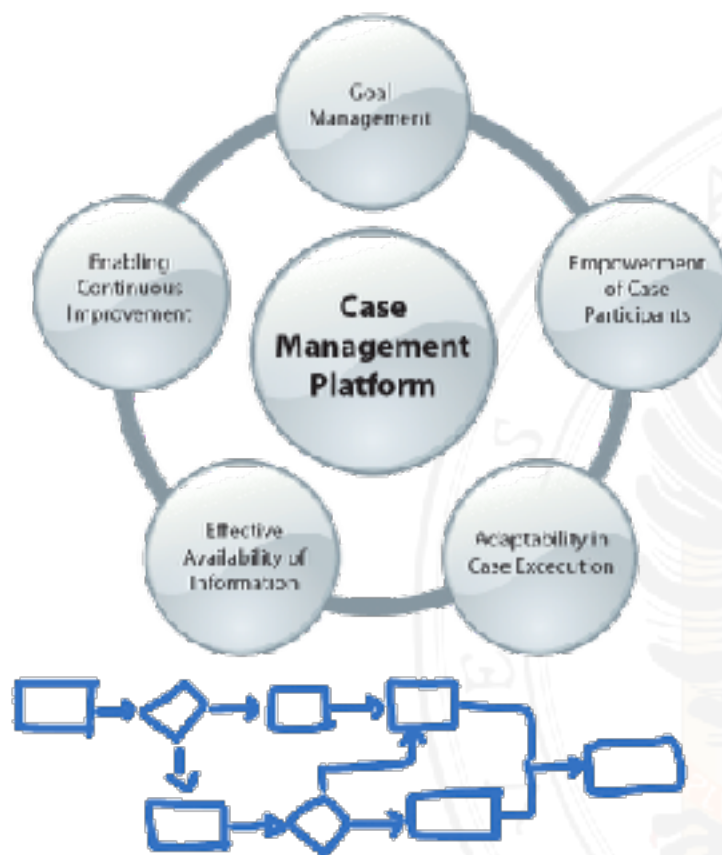 Goal
Management
Enabling
Continuous
Improvement
Case
Management
Platform
Empowerment
of Case
Participants
Effective
Availability of
Information
Adaptability in
Case Excecution